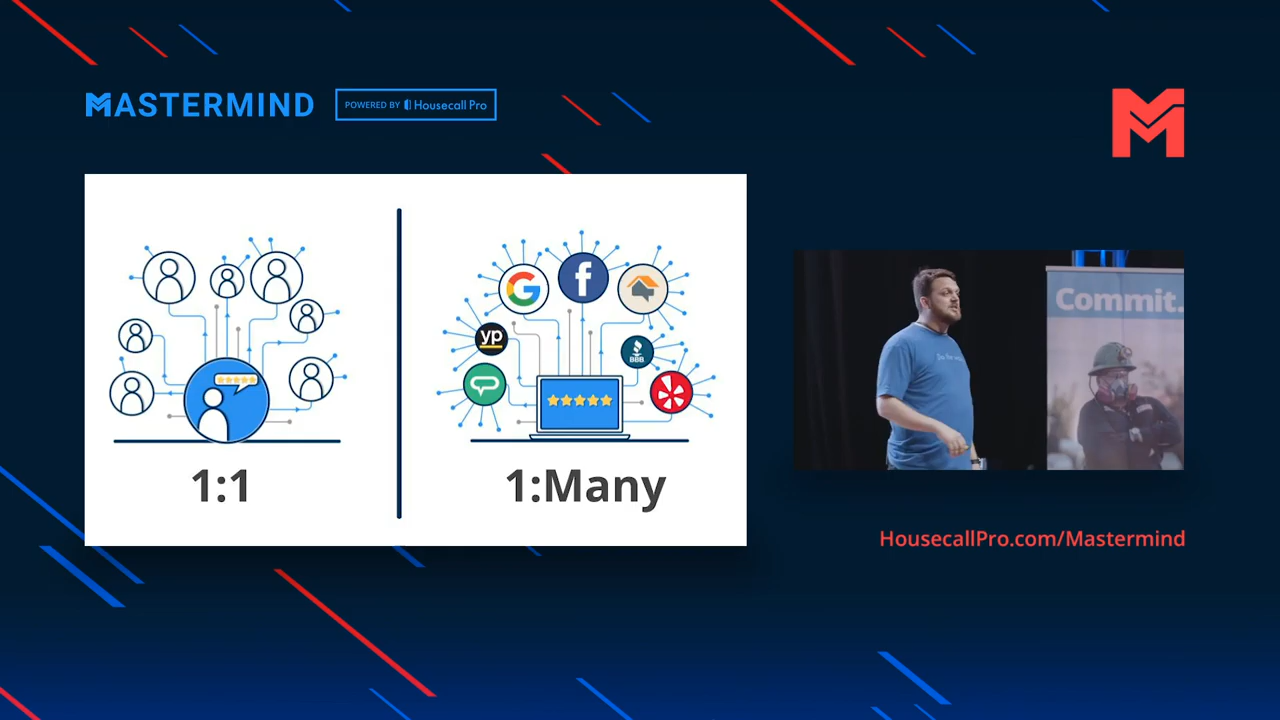 MASTERMIND
POWERED BY Housecall Pro
yp
BBB
1:1
1:Many
Commit.
HousecallPro.com/Mastermind